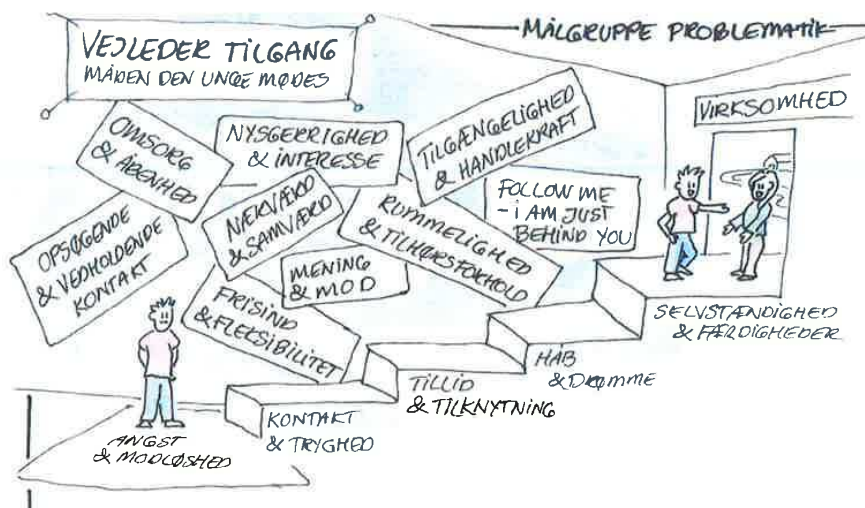 MÅLGRUPPE PROBLEMATIK
VEJLEDER TILGANG
MÅDEN DEN UNGE MØDES
VIRKSOMHED
OMSORG
& ÅBENHED
NYSGERRIGHED
& INTERESSE
TILGÆNGELIGHED
& HANDLEKRAFT
OPSØGENDE
& VEDHOLDENDE
KONTAKT
NÆRVÆRD
& SAMVÆRD
RUMMELIGHED
& TILHØRSFORHOLD
FOLLOW ME
- I AM JUST
BEHIND YOU
MENING
& MOD
FRISIND
& FLEKSIBILITET
SELVSTÆNDIGHED
& FÆRDIGHEDER
HÅB
& DRØMME
TILLID
& TILKNYTNING
KONTAKT
& TRYGHED
ANGST
& MODLØSHED